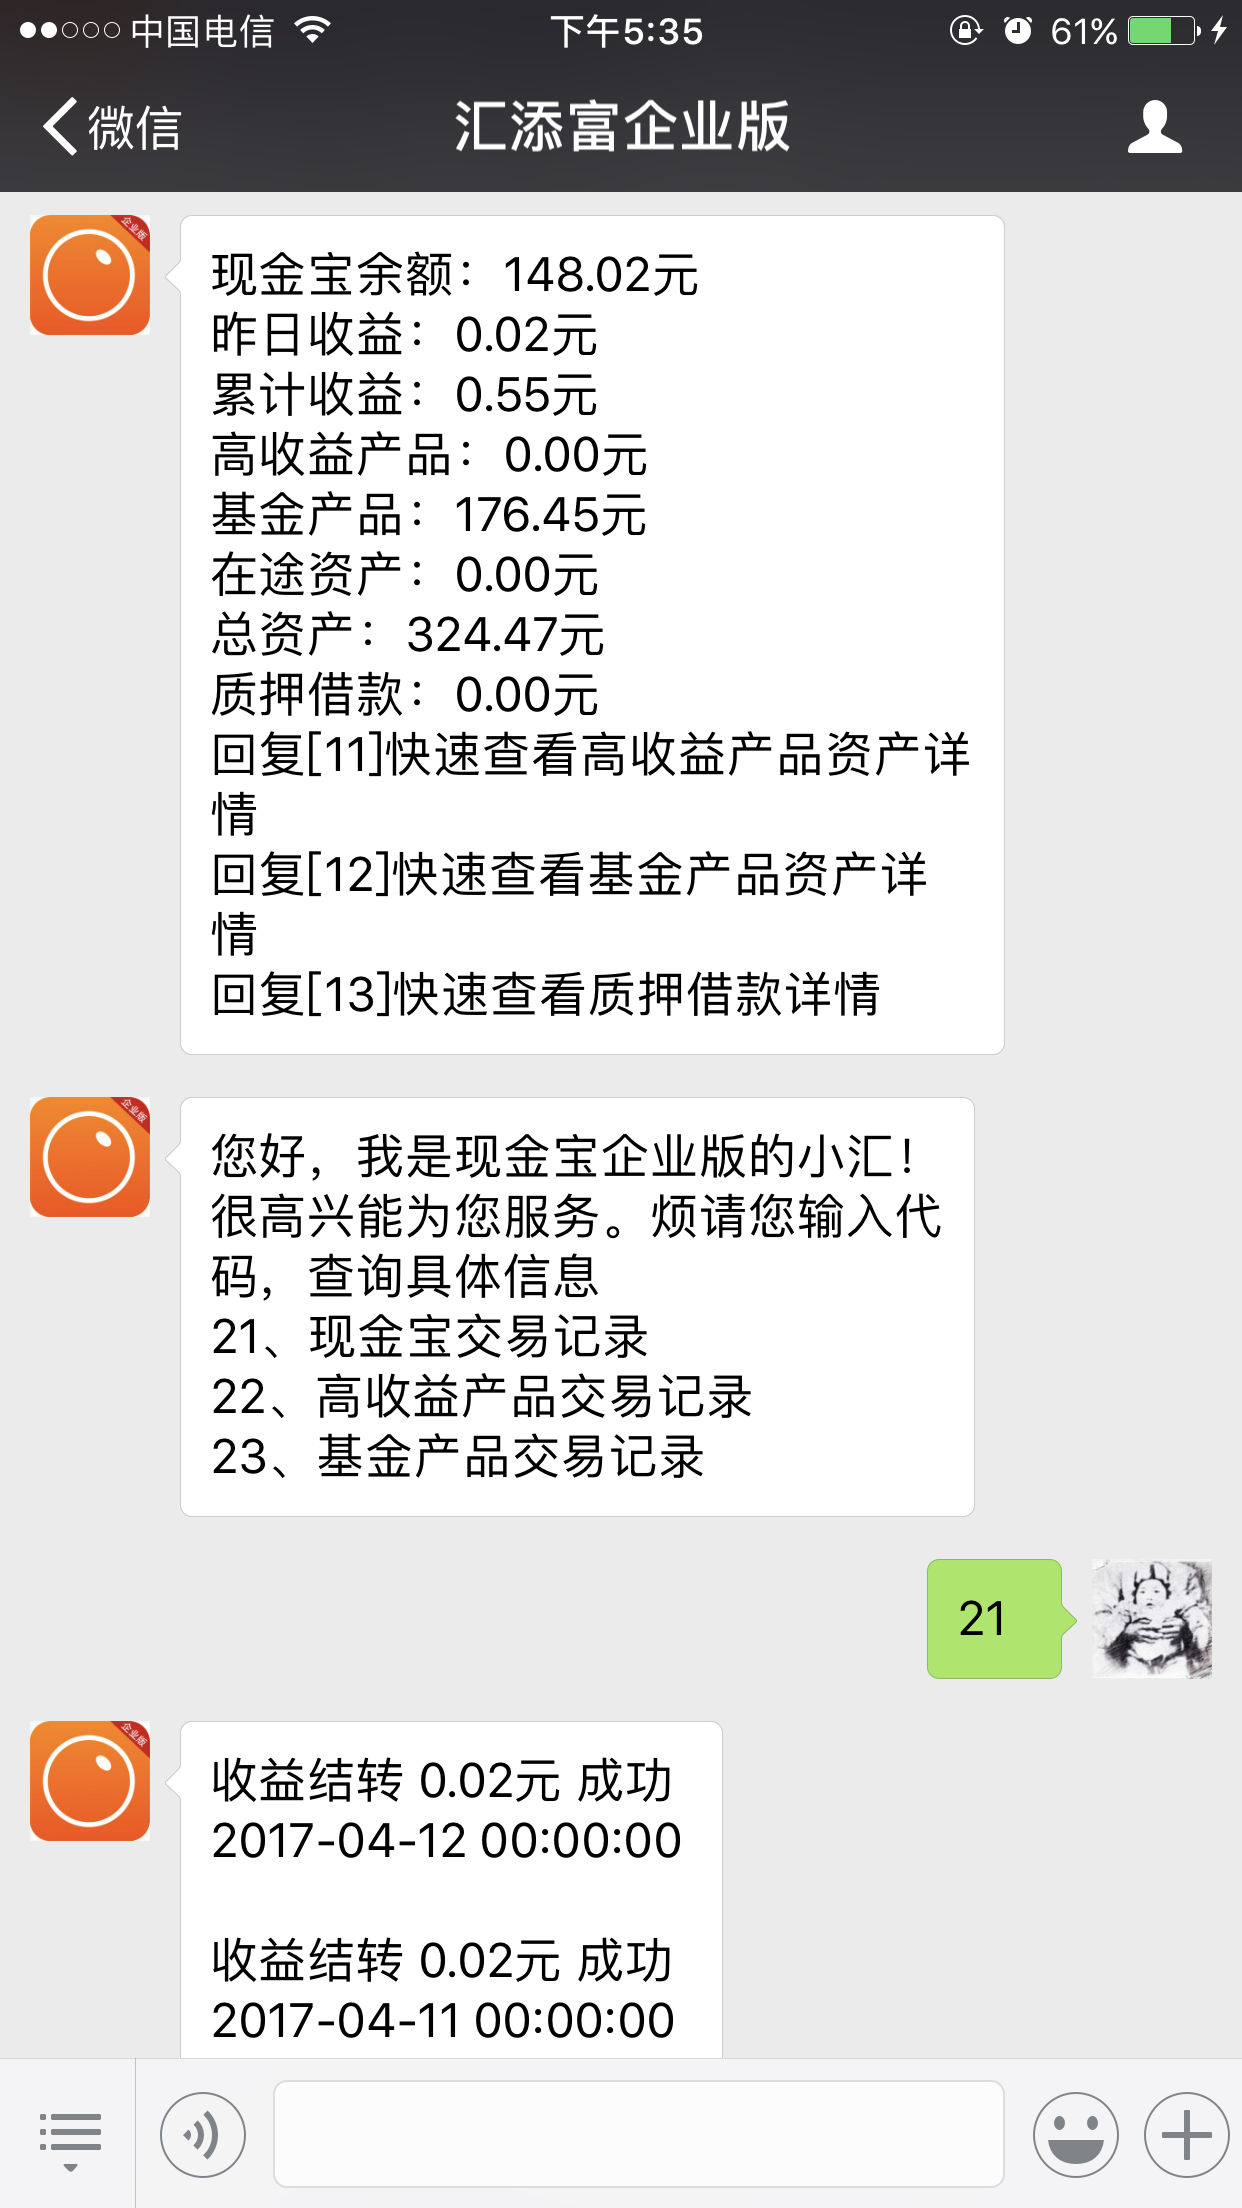 中国电信 下午5:35 61%
微信 汇添富企业版
企业版
现金宝余额：148.02元
昨日收益：0.02元
累计收益：0.55元
高收益产品：0.00元
基金产品：176.45元
在途资产：0.00元
总资产：324.47元
质押借款：0.00元
回复[11]快速查看高收益产品资产详
情
回复[12]快速查看基金产品资产详
情
回复[13]快速查看质押借款详情
企业版
您好，我是现金宝企业版的小汇！
很高兴能为您服务。烦请您输入代
码，查询具体信息
21、现金宝交易记录
22、高收益产品交易记录
23、基金产品交易记录
21
企业版
收益结转 0.02元 成功
2017-04-12 00:00:00
收益结转 0.02元 成功
2017-04-11 00:00:00